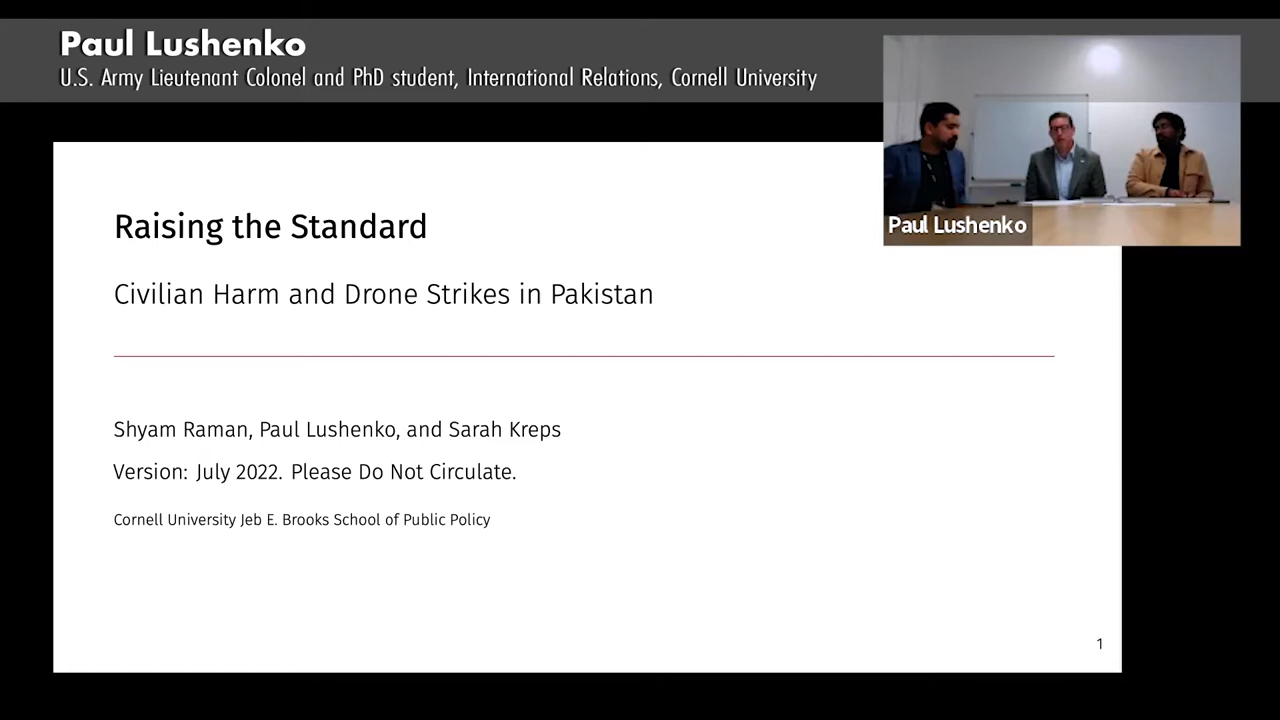 Paul Lushenko
U.S. Army Lieutenant Colonel and PhD student, International Relations, Cornell University
Paul Lushenko
Raising the Standard
Civilian Harm and Drone Strikes in Pakistan
Shyam Raman, Paul Lushenko, and Sarah Kreps
Version: July 2022. Please Do Not Circulate.
Cornell University Jeb E. Brooks School of Public Policy
1